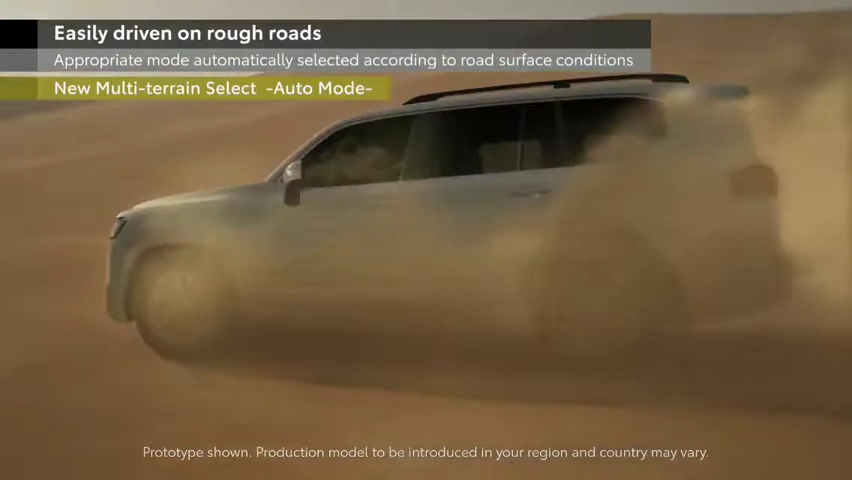 Easily driven on rough roads
Appropriate mode automatically selected according to road surface conditions
New Multi-terrain Select -Auto Mode-
Prototype shown. Production model to be introduced in your region and country may vary.